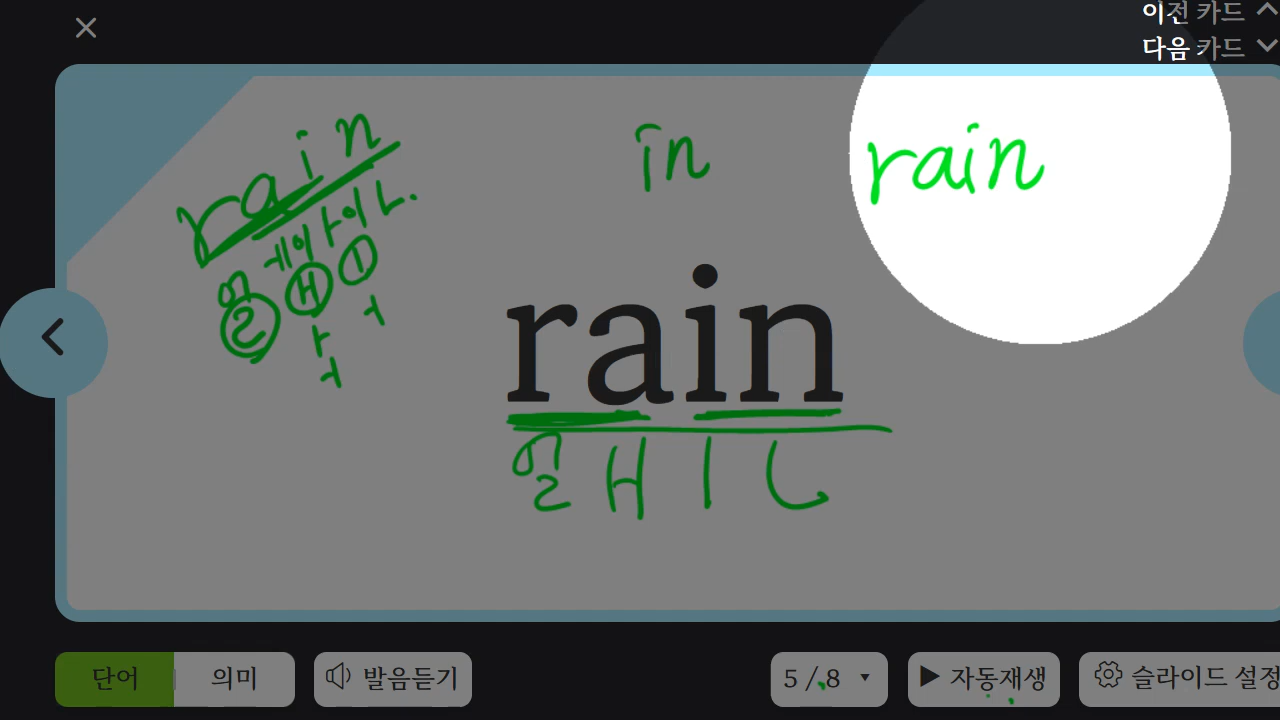 이전 카드
다음 카드
rain
in
rain
rain
얼 H I ㄴ
단어
의미
발음듣기
5 / 8
자동재생
슬라이드 설정